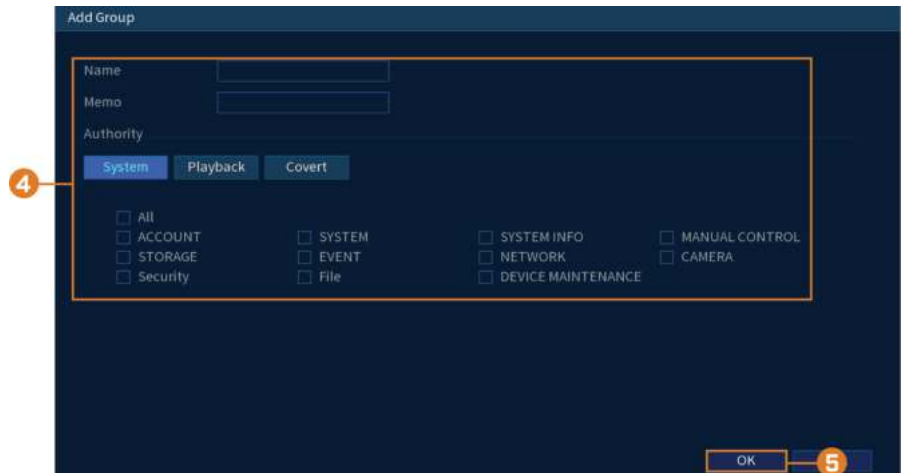 Add Group
Name
Memo
Authority
System Playback Covert
4
All
ACCOUNT SYSTEM SYSTEM INFO MANUAL CONTROL
STORAGE EVENT NETWORK CAMERA
Security File DEVICE MAINTENANCE
OK 5